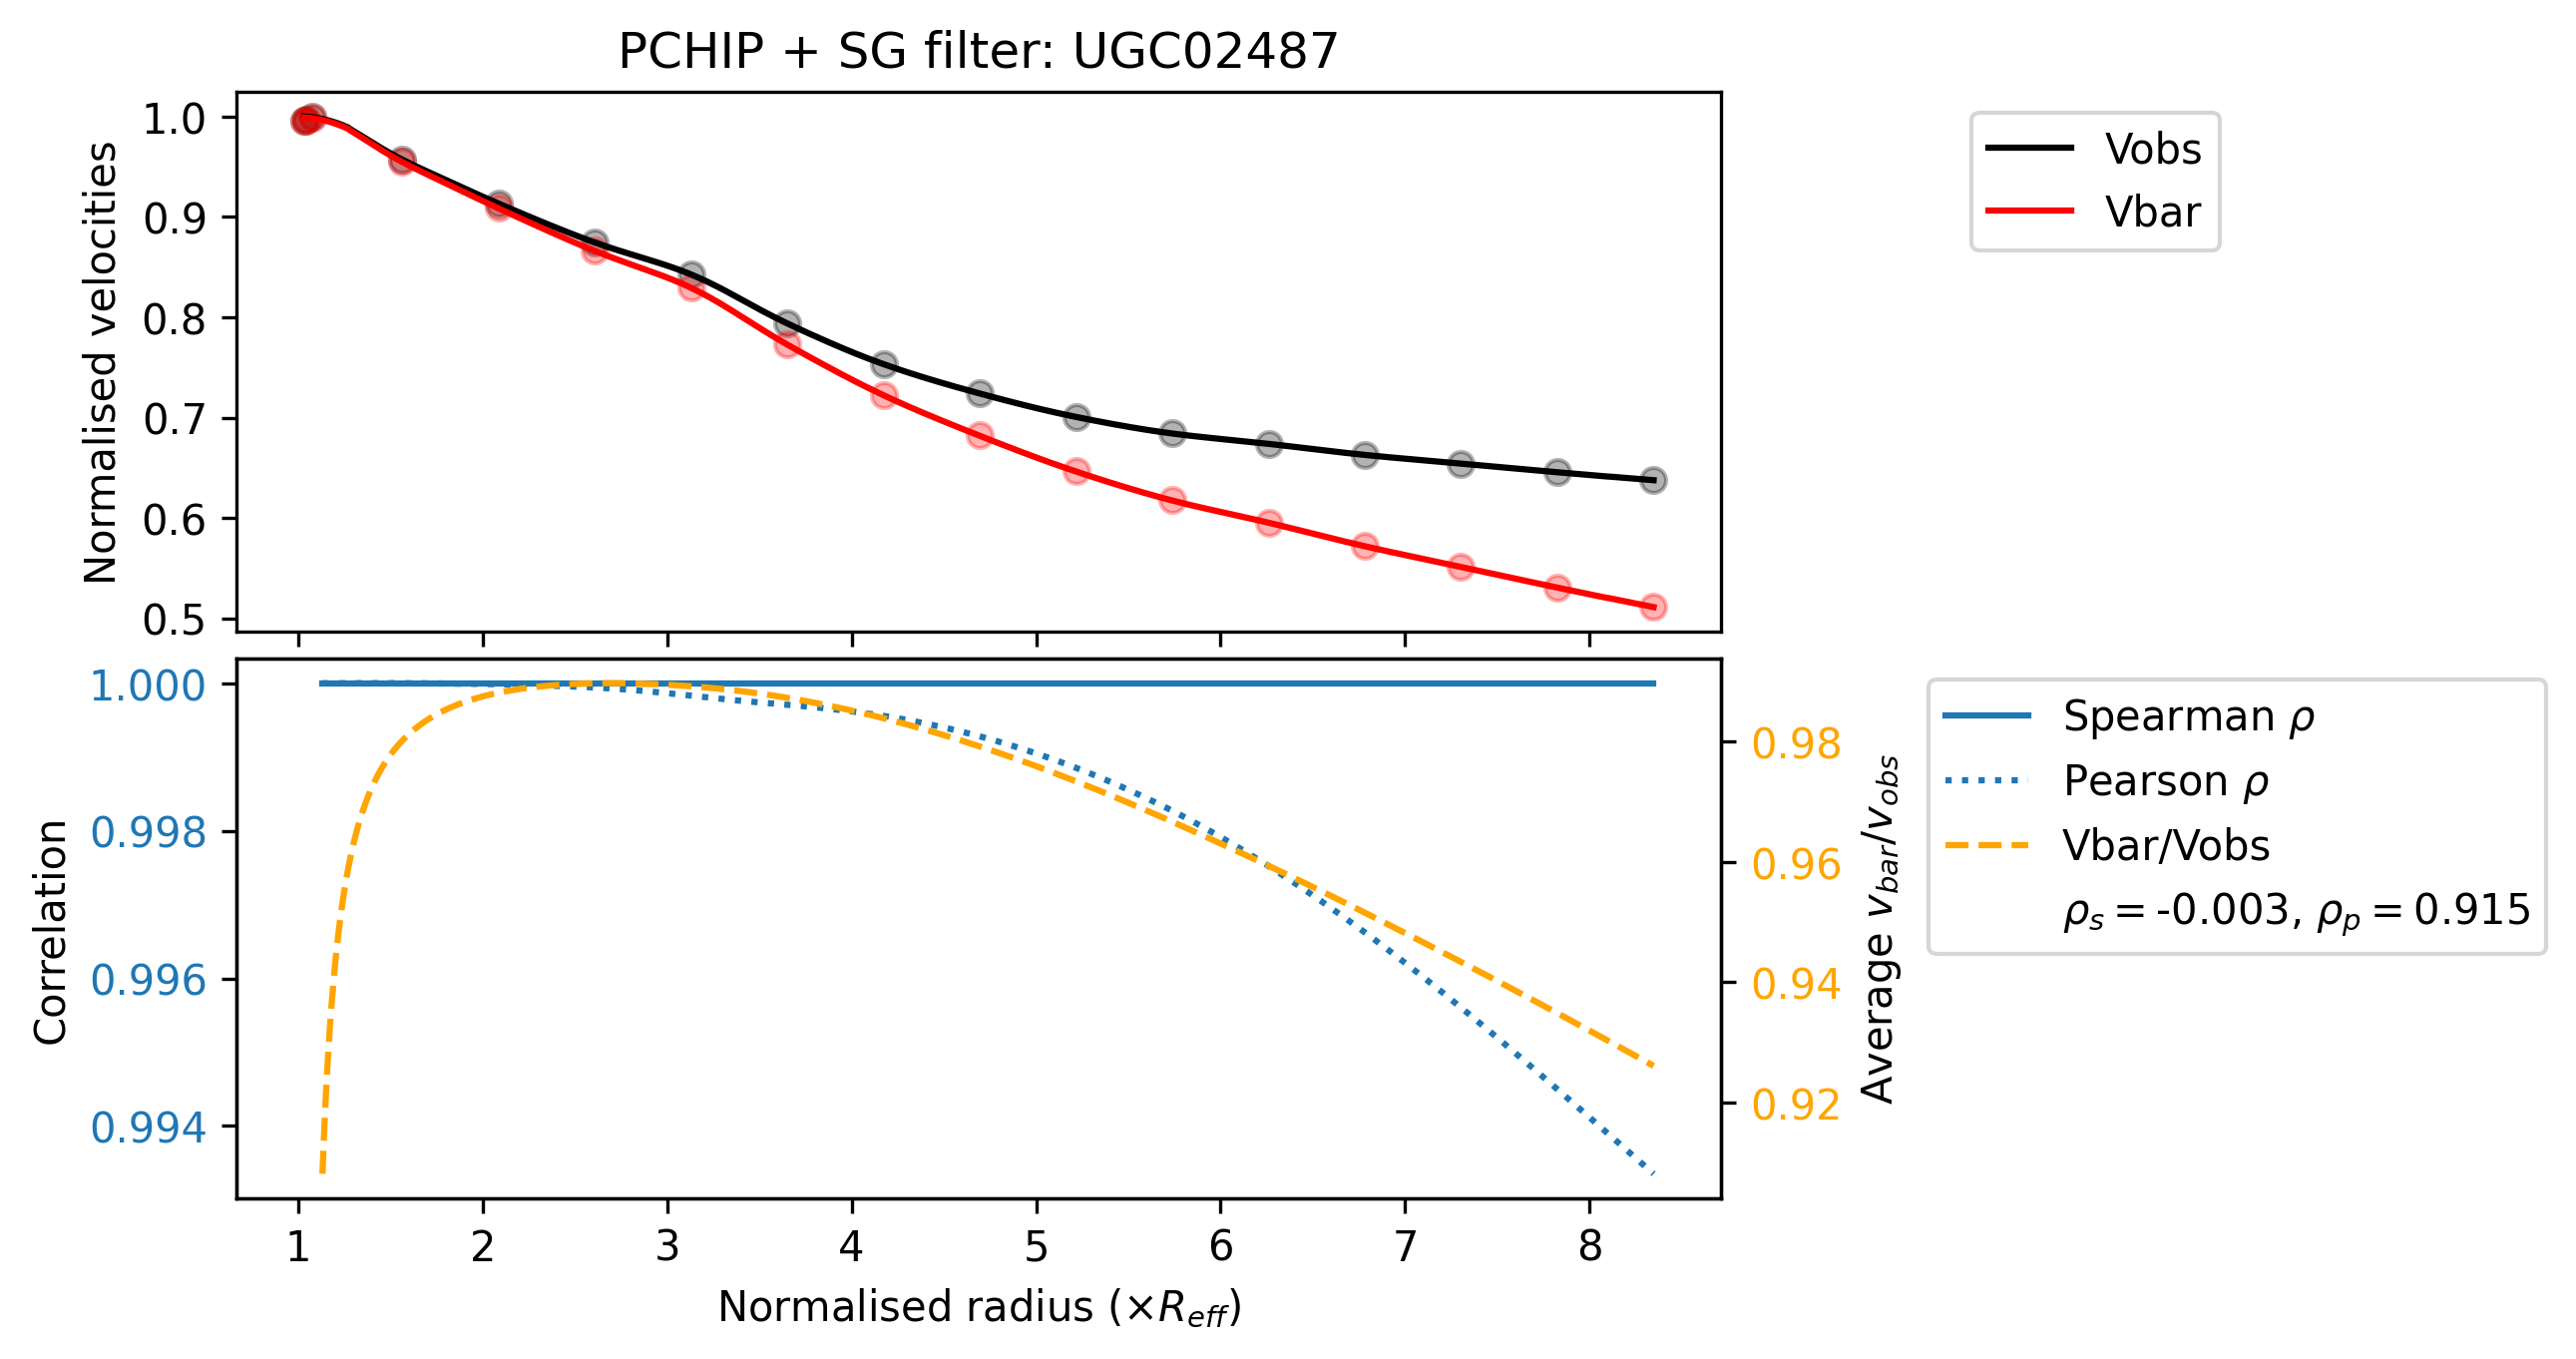 PCHIP + SG filter: UGC02487
Normalised velocities
1.0
0.9
0.8
0.7
0.6
0.5
Vobs
Vbar
Correlation
1.000
0.998
0.996
0.994
0.98
0.96
0.94
0.92
Average v_bar/v_obs
Spearman ρ
Pearson ρ
Vbar/Vobs
ρ_s = -0.003, ρ_p = 0.915
1 2 3 4 5 6 7 8
Normalised radius (×R_eff)